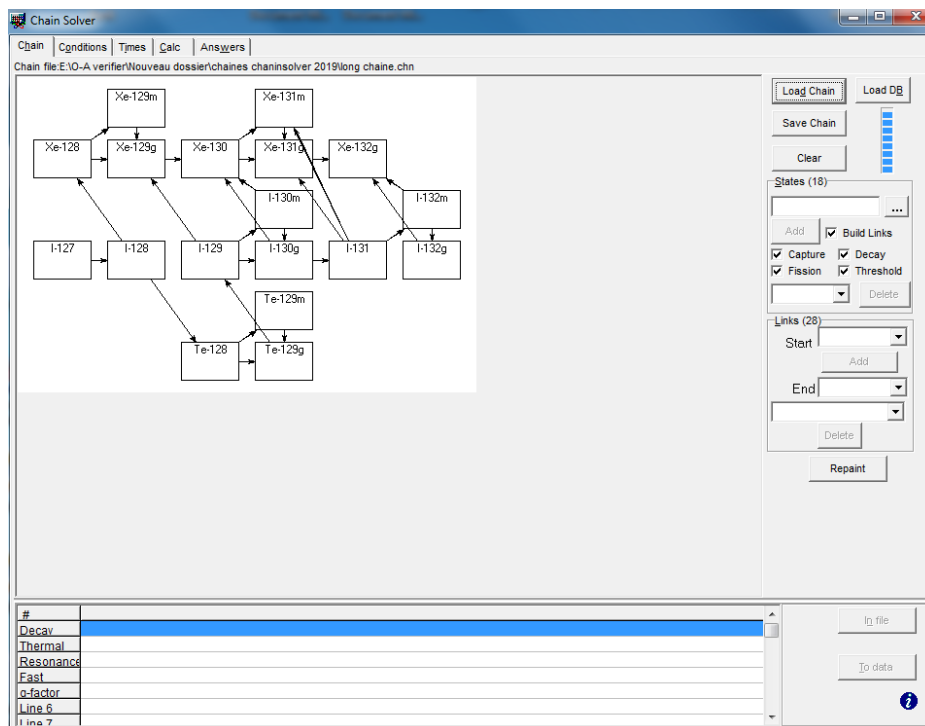 Chain Solver
Chain Conditions Times Calc Answers
Chain file:E:\O-A verifier\Nouveau dossier\chaines chaninsolver 2019\long chaine.chn
Xe-129m Xe-131m
Xe-128 Xe-129g Xe-130 Xe-131g Xe-132g
I-130m I-132m
I-127 I-128 I-129 I-130g I-131 I-132g
Te-129m
Te-128 Te-129g
Load Chain Load DB
Save Chain
Clear
States (18)
...
Add Build Links
Capture Decay
Fission Threshold
Delete
Links (28)
Start
Add
End
Delete
Repaint
#
Decay
Thermal
Resonance
Fast
α-factor
Line 6
Line 7
In file
To data
i